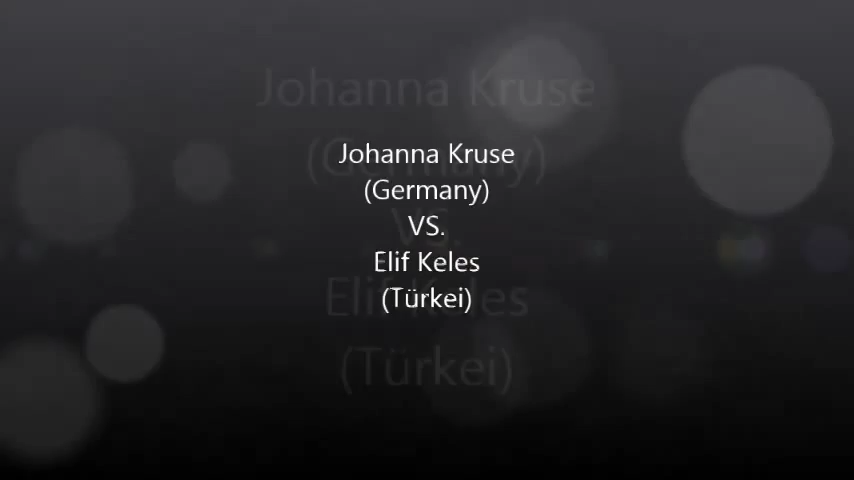 Johanna Kruse
(Germany)
VS.
Elif Keles
(Türkei)